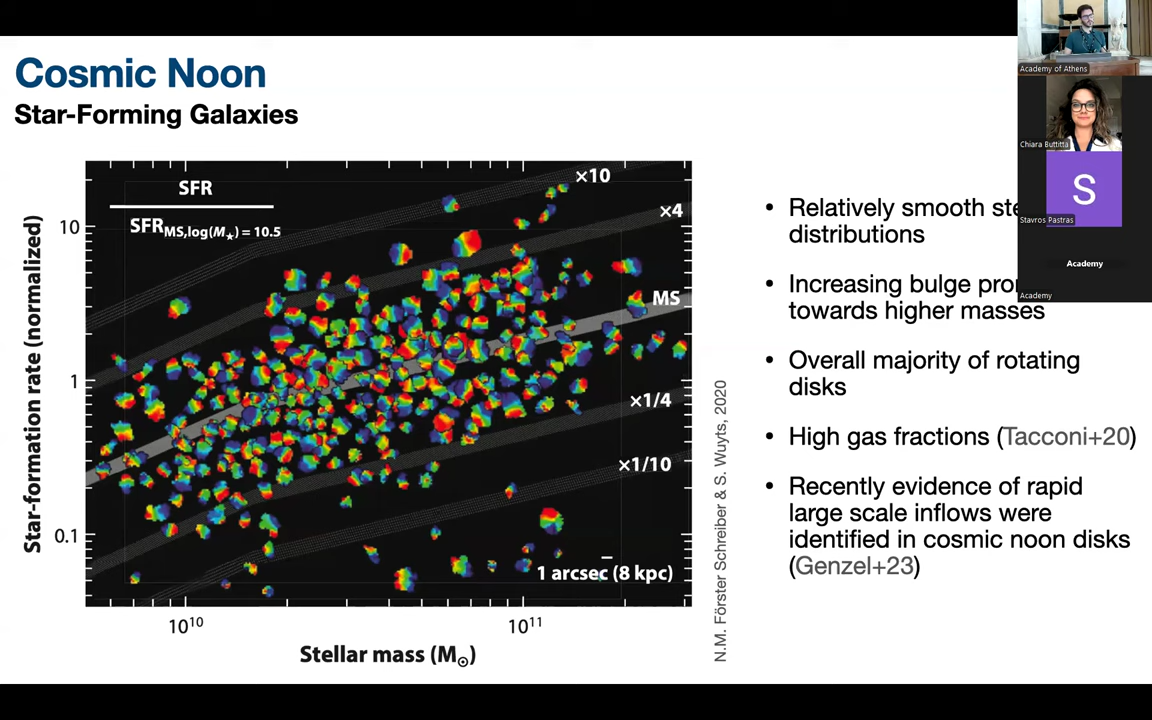 Cosmic Noon
Star-Forming Galaxies
SFR
SFR_MS,log(M⋆) = 10.5
×10
×4
MS
×1/4
×1/10
1 arcsec (8 kpc)
10
1
0.1
Star-formation rate (normalized)
10^10
10^11
Stellar mass (M⊙)
N.M. Förster Schreiber & S. Wuyts, 2020
• Relatively smooth
distributions
• Increasing bulge
towards higher masses
• Overall majority of rotating
disks
• High gas fractions (Tacconi+20)
• Recently evidence of rapid
large scale inflows were
identified in cosmic noon disks
(Genzel+23)
Academy of Athens
Chiara Buttitta
S
Stavros Pastras
Academy
Academy